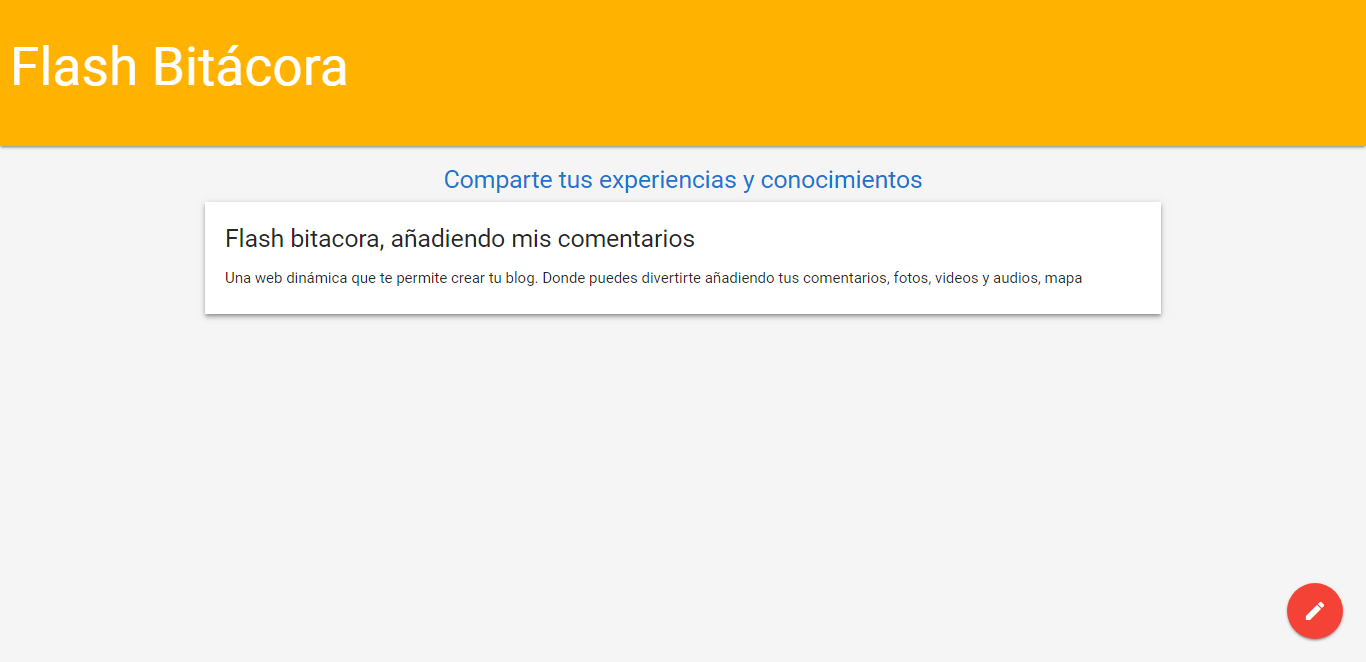 Flash Bitácora
Comparte tus experiencias y conocimientos
Flash bitacora, añadiendo mis comentarios
Una web dinámica que te permite crear tu blog. Donde puedes divertirte añadiendo tus comentarios, fotos, videos y audios, mapa